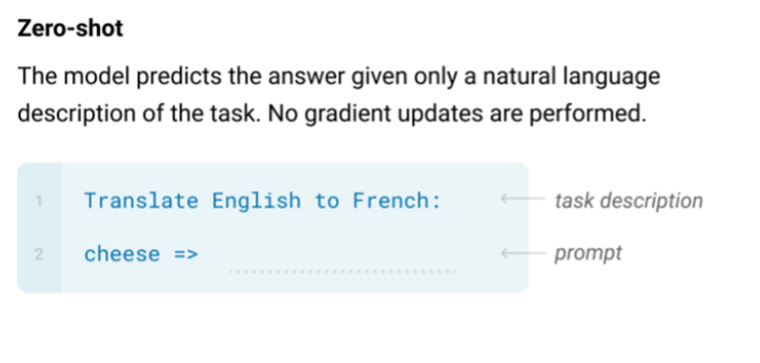 Zero-shot
The model predicts the answer given only a natural language
description of the task. No gradient updates are performed.
1 Translate English to French: task description
2 cheese => prompt